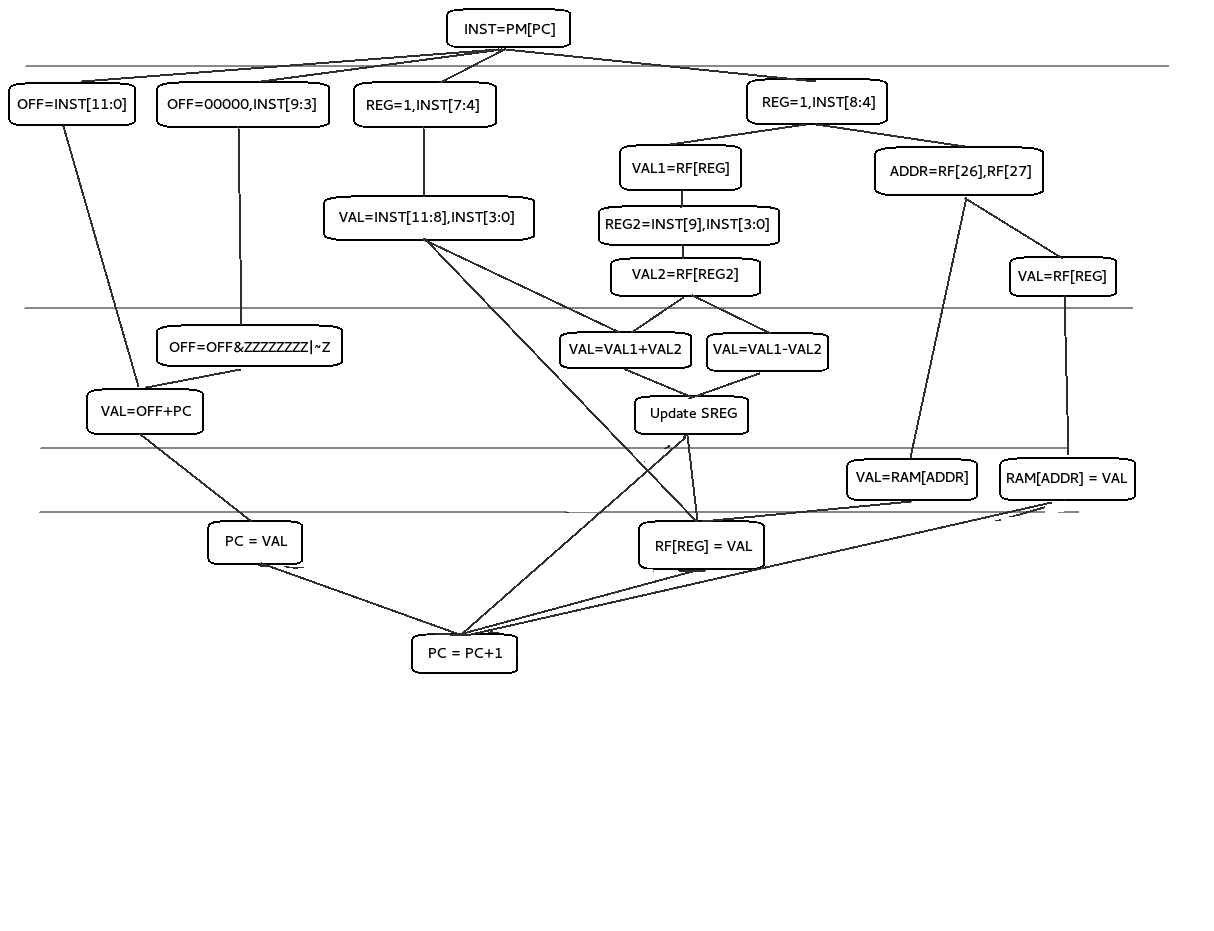 INST=PM[PC]
OFF=INST[11:0]
OFF=00000,INST[9:3]
REG=1,INST[7:4]
REG=1,INST[8:4]
VAL1=RF[REG]
ADDR=RF[26],RF[27]
VAL=INST[11:8],INST[3:0]
REG2=INST[9],INST[3:0]
VAL2=RF[REG2]
VAL=RF[REG]
OFF=OFF&ZZZZZZZZ|~Z
VAL=VAL1+VAL2
VAL=VAL1-VAL2
VAL=OFF+PC
Update SREG
VAL=RAM[ADDR]
RAM[ADDR] = VAL
PC = VAL
RF[REG] = VAL
PC = PC+1